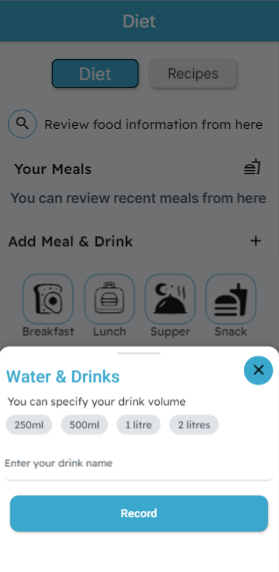 Diet
Diet Recipes
Review food information from here
Your Meals
You can review recent meals from here
Add Meal & Drink +
Breakfast Lunch Supper Snack
Water & Drinks
You can specify your drink volume
250ml 500ml 1 litre 2 litres
Enter your drink name
Record